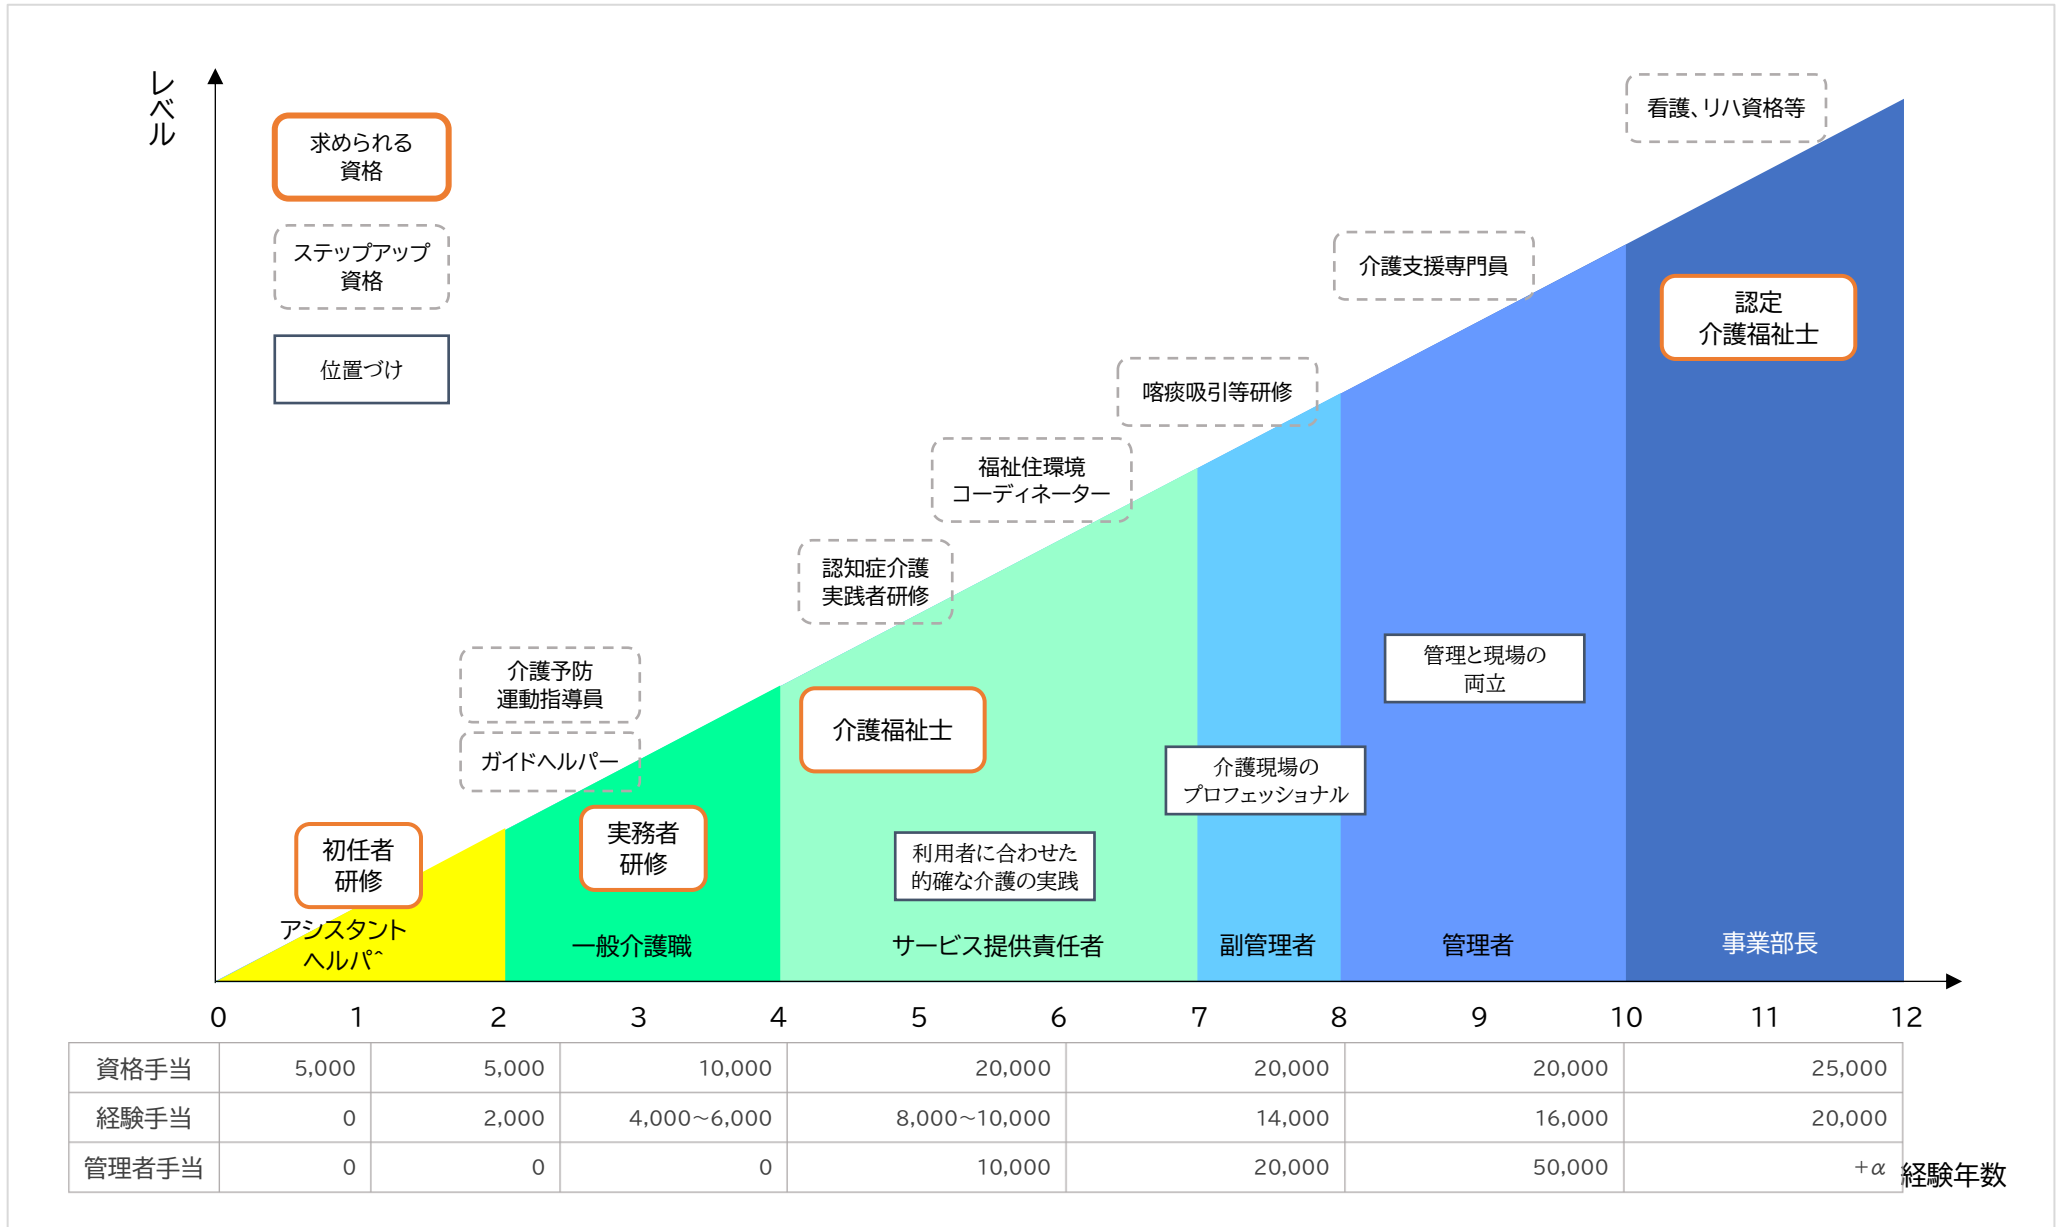 レベル
求められる
資格
ステップアップ
資格
位置づけ
看護、リハ資格等
介護支援専門員
認定
介護福祉士
喀痰吸引等研修
福祉住環境
コーディネーター
認知症介護
実践者研修
介護予防
運動指導員
ガイドヘルパー
介護福祉士
管理と現場の
両立
介護現場の
プロフェッショナル
初任者
研修
実務者
研修
利用者に合わせた
的確な介護の実践
アシスタント
ヘルパ^
一般介護職
サービス提供責任者
副管理者
管理者
事業部長
0 1 2 3 4 5 6 7 8 9 10 11 12
資格手当 5,000 5,000 10,000 20,000 20,000 20,000 25,000
経験手当 0 2,000 4,000~6,000 8,000~10,000 14,000 16,000 20,000
管理者手当 0 0 0 10,000 20,000 50,000 +α
経験年数